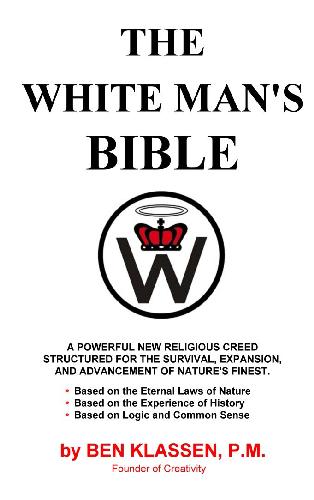 THE
WHITE MAN'S
BIBLE
W
A POWERFUL NEW RELIGIOUS CREED
STRUCTURED FOR THE SURVIVAL, EXPANSION,
AND ADVANCEMENT OF NATURE'S FINEST.
• Based on the Eternal Laws of Nature
• Based on the Experience of History
• Based on Logic and Common Sense
by BEN KLASSEN, P.M.
Founder of Creativity